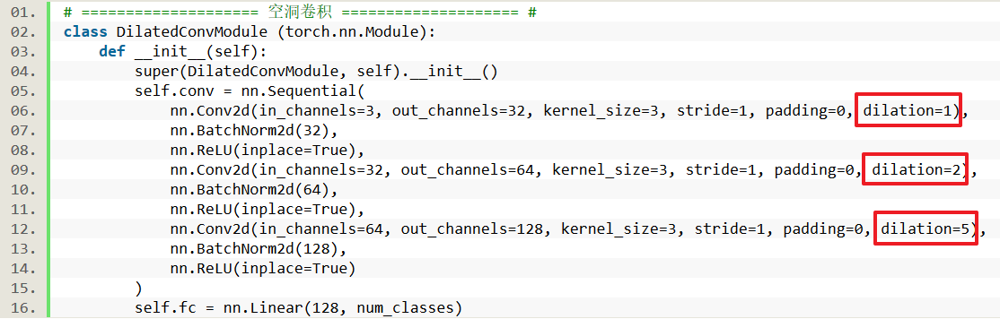 01. # ==================== 空洞卷积 ==================== #
02. class DilatedConvModule (torch.nn.Module):
03.     def __init__(self):
04.         super(DilatedConvModule, self).__init__()
05.         self.conv = nn.Sequential(
06.             nn.Conv2d(in_channels=3, out_channels=32, kernel_size=3, stride=1, padding=0, dilation=1),
07.             nn.BatchNorm2d(32),
08.             nn.ReLU(inplace=True),
09.             nn.Conv2d(in_channels=32, out_channels=64, kernel_size=3, stride=1, padding=0, dilation=2),
10.             nn.BatchNorm2d(64),
11.             nn.ReLU(inplace=True),
12.             nn.Conv2d(in_channels=64, out_channels=128, kernel_size=3, stride=1, padding=0, dilation=5),
13.             nn.BatchNorm2d(128),
14.             nn.ReLU(inplace=True)
15.         )
16.         self.fc = nn.Linear(128, num_classes)